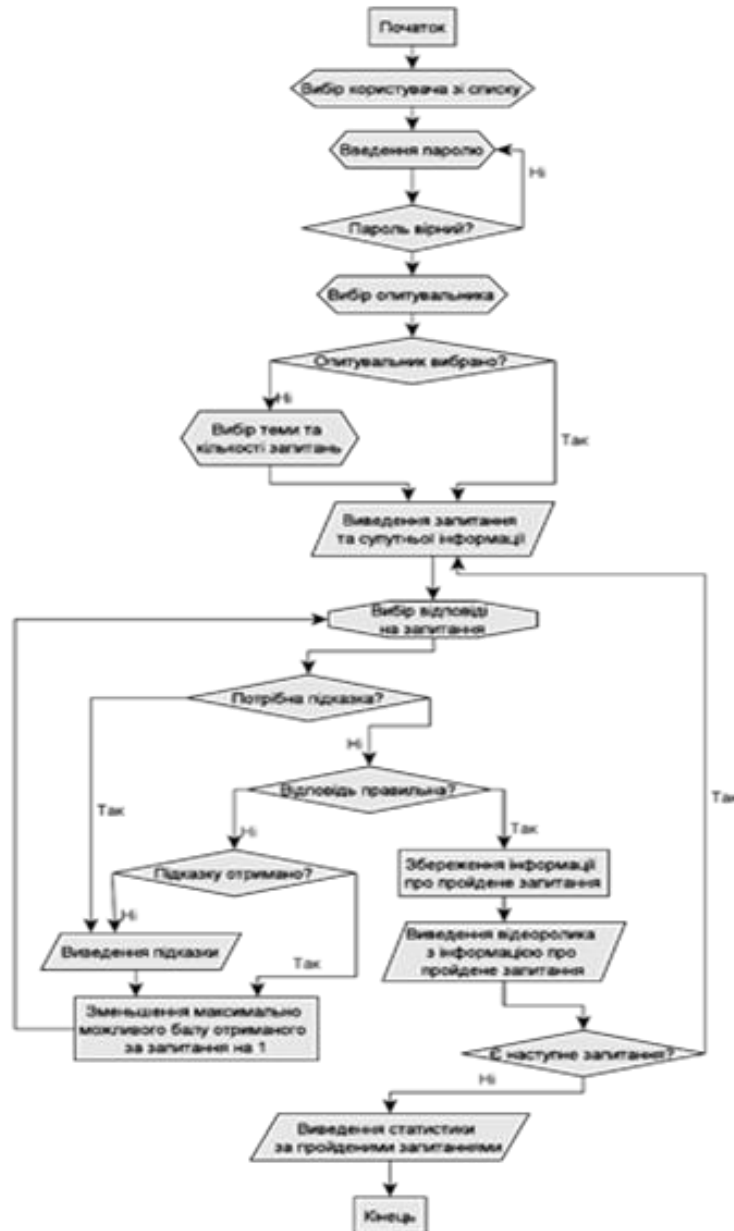 Початок
Вибір користувача зі списку
Введення паролю
Ні
Пароль вірний?
Вибір опитувальника
Опитувальник вибрано?
Ні
Вибір теми та
кількості запитань
Так
Виведення запитання
та супутньої інформації
Вибір відповіді
на запитання
Потрібна підказка?
Ні
Відповідь правильна?
Так
Так
Ні
Так
Підказку отримано?
Збереження інформації
про пройдене запитання
Ні
Виведення підказки
Виведення відеоролика
з інформацією про
пройдене запитання
Так
Зменьшення максимально
можливого балу отриманого
за запитання на 1
Є наступне запитання?
Ні
Виведення статистики
за пройденими запитаннями
Кінець